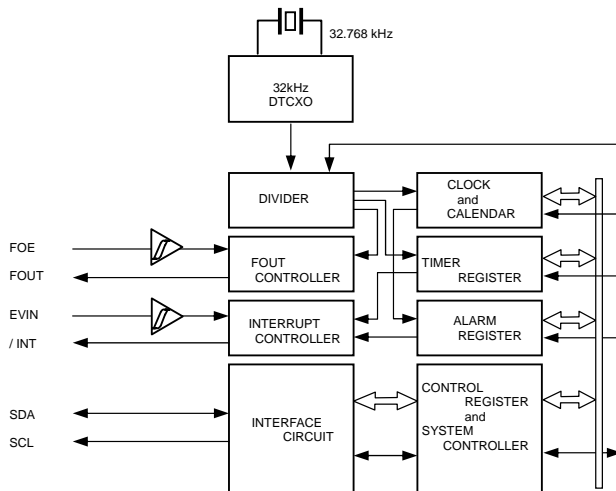 32.768 kHz
32kHz
DTCXO
DIVIDER
CLOCK
and
CALENDAR
FOE
FOUT
FOUT
CONTROLLER
TIMER
REGISTER
EVIN
/ INT
INTERRUPT
CONTROLLER
ALARM
REGISTER
SDA
SCL
INTERFACE
CIRCUIT
CONTROL
REGISTER
and
SYSTEM
CONTROLLER